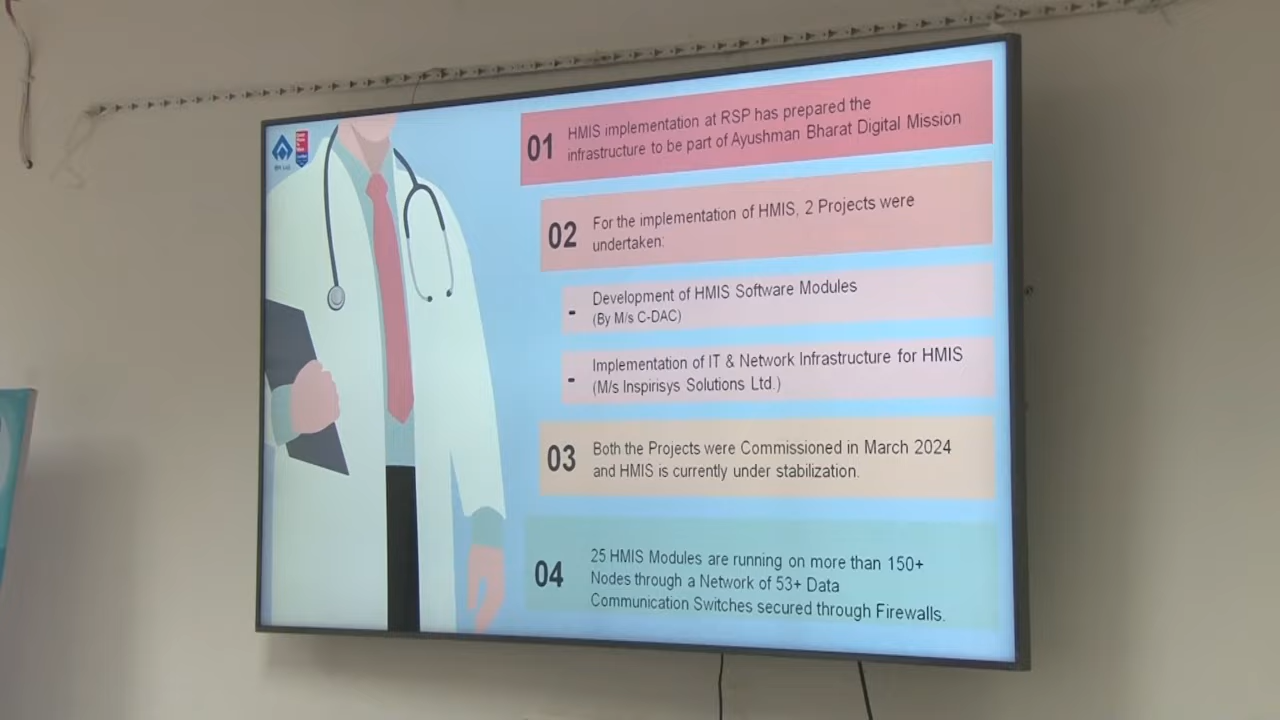 01
HMIS implementation at RSP has prepared the
infrastructure to be part of Ayushman Bharat Digital Mission
02
For the implementation of HMIS, 2 Projects were
undertaken:
- Development of HMIS Software Modules
(By M/s C-DAC)
- Implementation of IT & Network Infrastructure for HMIS
(M/s Inspirisys Solutions Ltd.)
03
Both the Projects were Commissioned in March 2024
and HMIS is currently under stabilization.
04
25 HMIS Modules are running on more than 150+
Nodes through a Network of 53+ Data
Communication Switches secured through Firewalls.